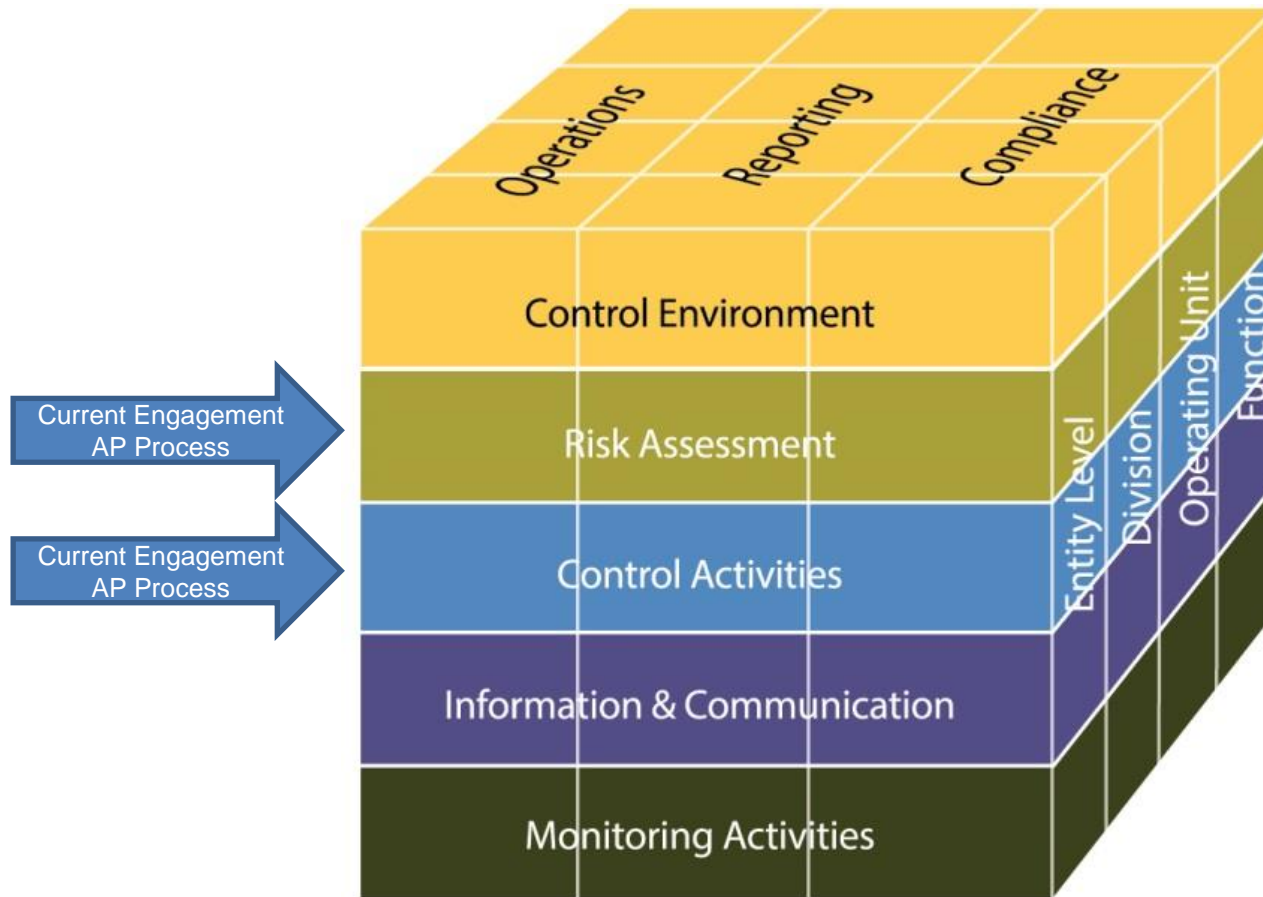 Operations
Reporting
Compliance
Control Environment
Current Engagement
AP Process
Risk Assessment
Current Engagement
AP Process
Control Activities
Information & Communication
Monitoring Activities
Entity Level
Division
Operating Unit
Function